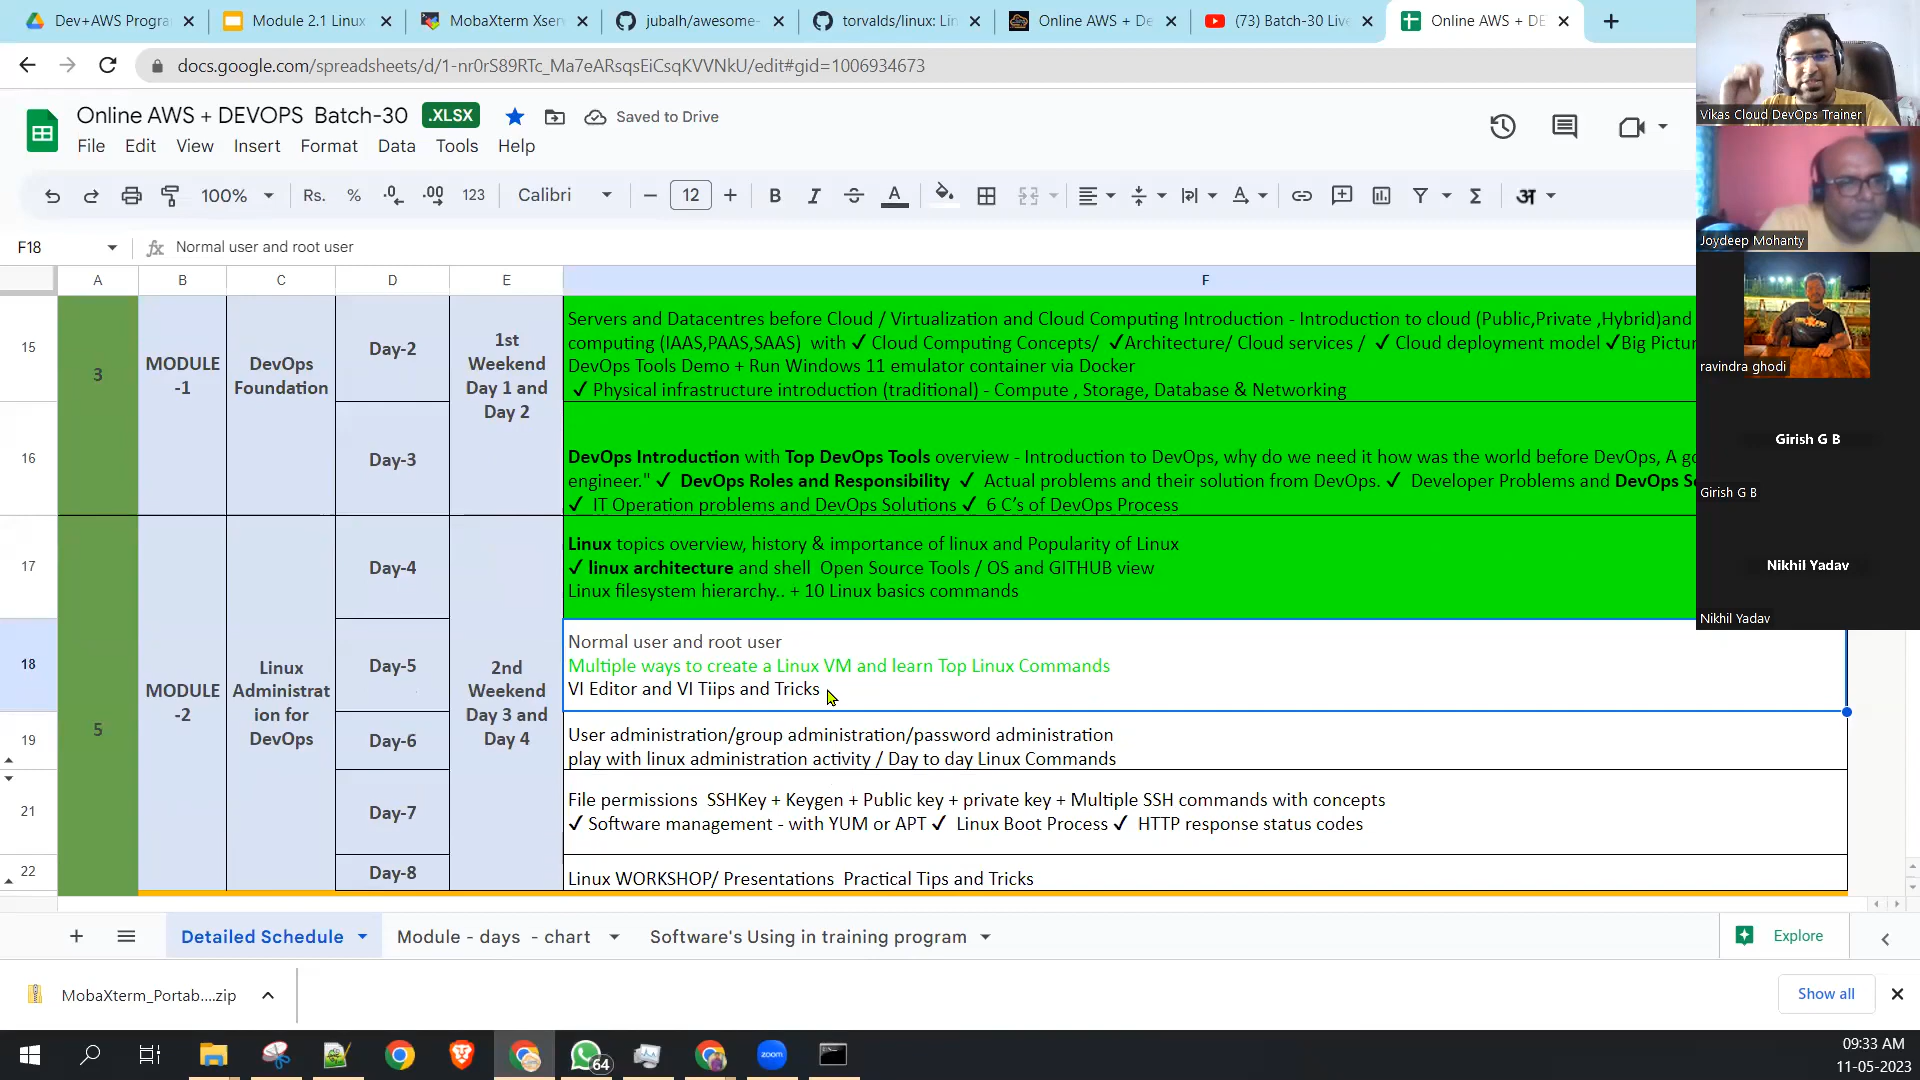 Dev+AWS Progra
Module 2.1 Linux
MobaXterm Xser
jubalh/awesome-
torvalds/linux: Lin
Online AWS + De
(73) Batch-30 Live
Online AWS + DE
docs.google.com/spreadsheets/d/1-nr0rS89RTc_Ma7eARsqsEiCsqKVVNkU/edit#gid=1006934673
Online AWS + DEVOPS Batch-30
.XLSX
Saved to Drive
File Edit View Insert Format Data Tools Help
100%
Rs.
%
.0
.00
123
Calibri
12
B
I
S
A
अ
F18
fx
Normal user and root user
A
B
C
D
E
F
15
3
MODULE
-1
DevOps
Foundation
Day-2
1st
Weekend
Day 1 and
Day 2
Servers and Datacentres before Cloud / Virtualization and Cloud Computing Introduction - Introduction to cloud (Public,Private ,Hybrid)and
computing (IAAS,PAAS,SAAS) with ✓ Cloud Computing Concepts/ ✓Architecture/ Cloud services / ✓ Cloud deployment model ✓Big Pictur
DevOps Tools Demo + Run Windows 11 emulator container via Docker
✓ Physical infrastructure introduction (traditional) - Compute , Storage, Database & Networking
16
Day-3
DevOps Introduction with Top DevOps Tools overview - Introduction to DevOps, why do we need it how was the world before DevOps, A go
engineer." ✓ DevOps Roles and Responsibility ✓ Actual problems and their solution from DevOps. ✓ Developer Problems and DevOps S
✓ IT Operation problems and DevOps Solutions ✓ 6 C's of DevOps Process
17
5
MODULE
-2
Linux
Administrat
ion for
DevOps
Day-4
2nd
Weekend
Day 3 and
Day 4
Linux topics overview, history & importance of linux and Popularity of Linux
✓ linux architecture and shell Open Source Tools / OS and GITHUB view
Linux filesystem hierarchy.. + 10 Linux basics commands
18
Day-5
Normal user and root user
Multiple ways to create a Linux VM and learn Top Linux Commands
VI Editor and VI Tiips and Tricks
19
Day-6
User administration/group administration/password administration
play with linux administration activity / Day to day Linux Commands
21
Day-7
File permissions SSHKey + Keygen + Public key + private key + Multiple SSH commands with concepts
✓ Software management - with YUM or APT ✓ Linux Boot Process ✓ HTTP response status codes
22
Day-8
Linux WORKSHOP/ Presentations Practical Tips and Tricks
Detailed Schedule
Module - days - chart
Software's Using in training program
Explore
MobaXterm_Portab....zip
Show all
64
zoom
09:33 AM
11-05-2023
Vikas Cloud DevOps Trainer
Joydeep Mohanty
ravindra ghodi
Girish G B
Girish G B
Nikhil Yadav
Nikhil Yadav